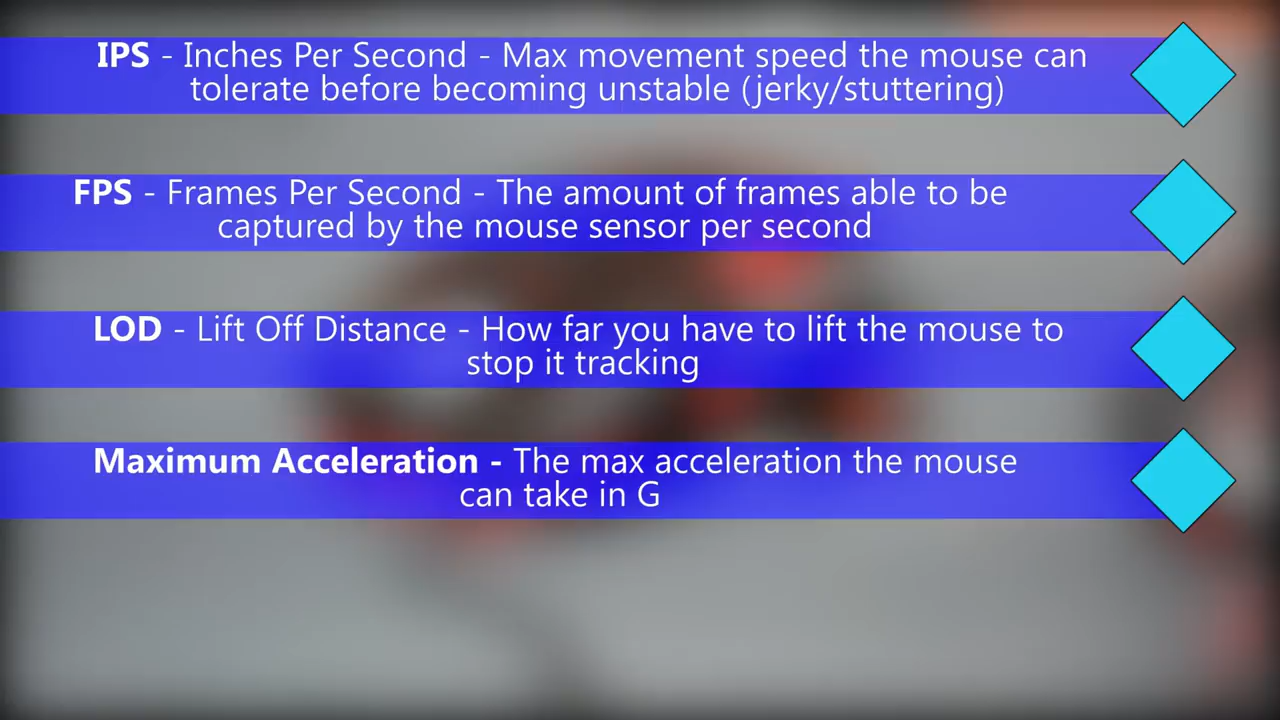 IPS - Inches Per Second - Max movement speed the mouse can
tolerate before becoming unstable (jerky/stuttering)
FPS - Frames Per Second - The amount of frames able to be
captured by the mouse sensor per second
LOD - Lift Off Distance - How far you have to lift the mouse to
stop it tracking
Maximum Acceleration - The max acceleration the mouse
can take in G